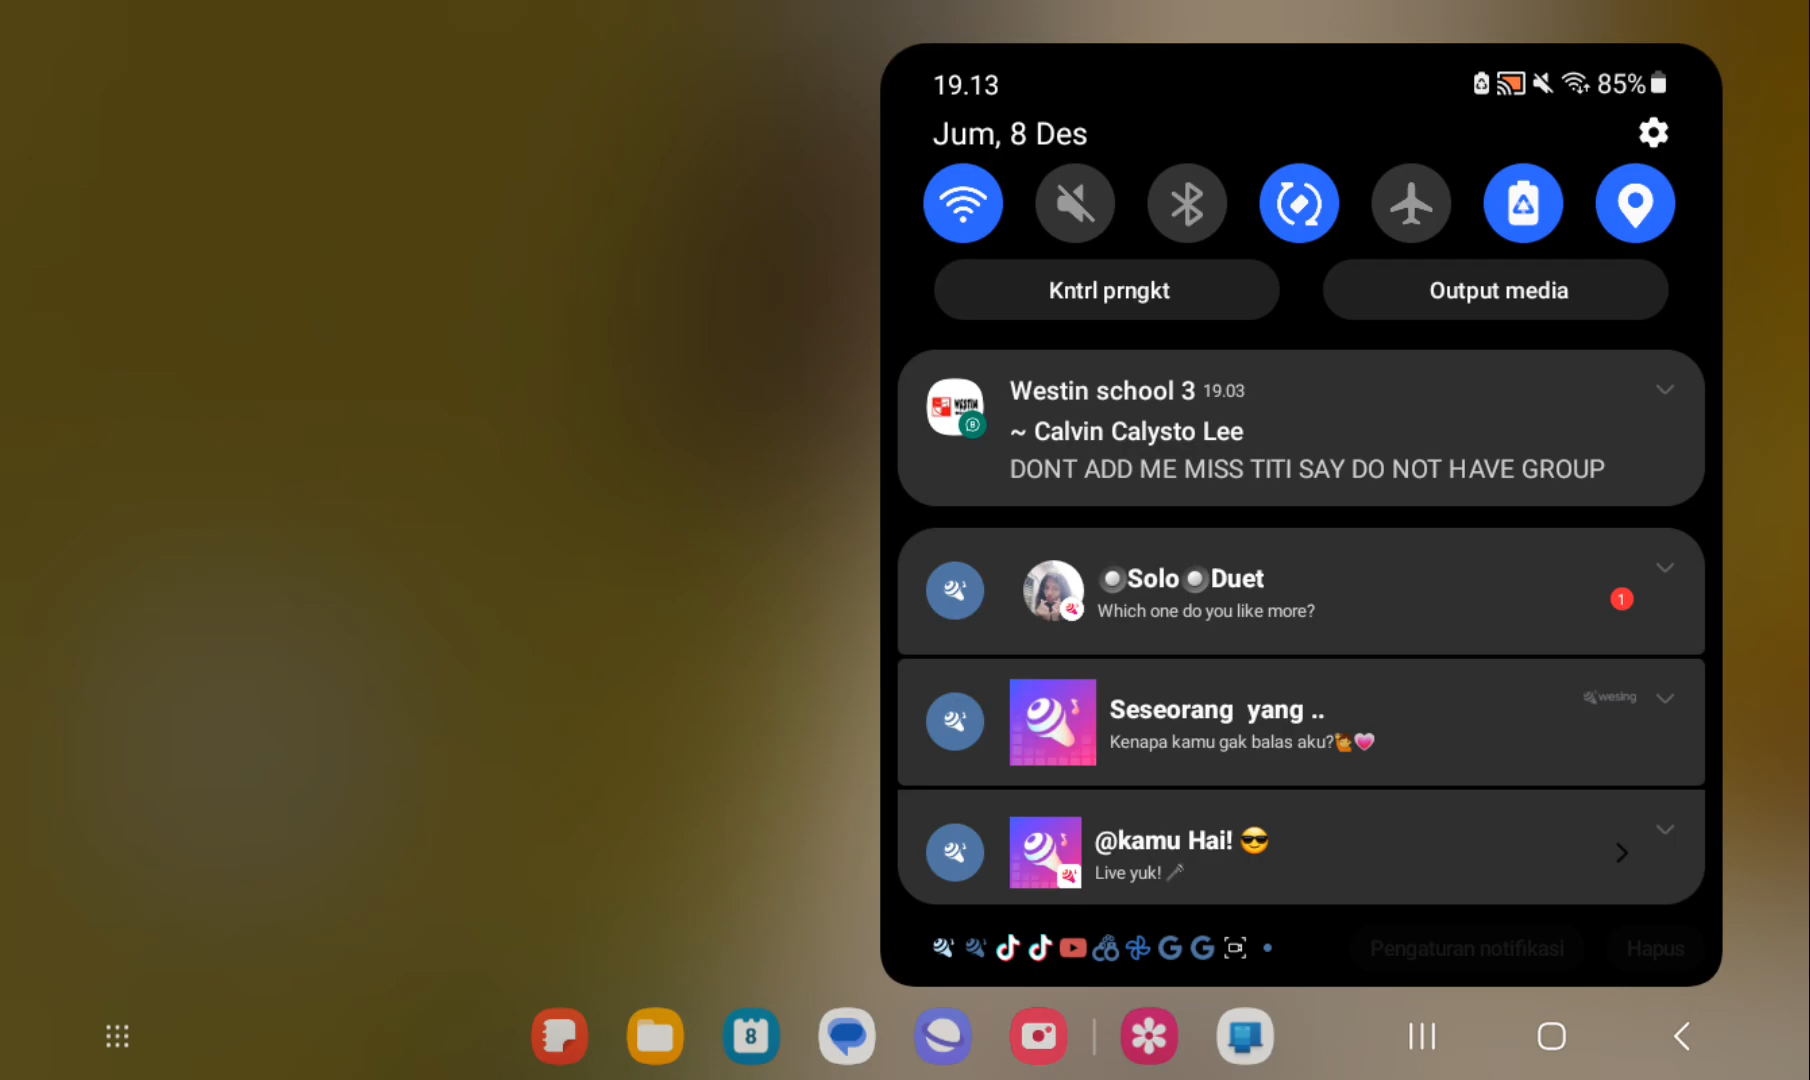 19.13
85%
Jum, 8 Des
Kntrl prngkt
Output media
WESTIN
Westin school 3 19.03
~ Calvin Calysto Lee
DONT ADD ME MISS TITI SAY DO NOT HAVE GROUP
Solo Duet
Which one do you like more?
1
Seseorang yang ..
wesing
Kenapa kamu gak balas aku?🙋💗
@kamu Hai! 😎
Live yuk! 🎤
Pengaturan notifikasi
Hapus
8